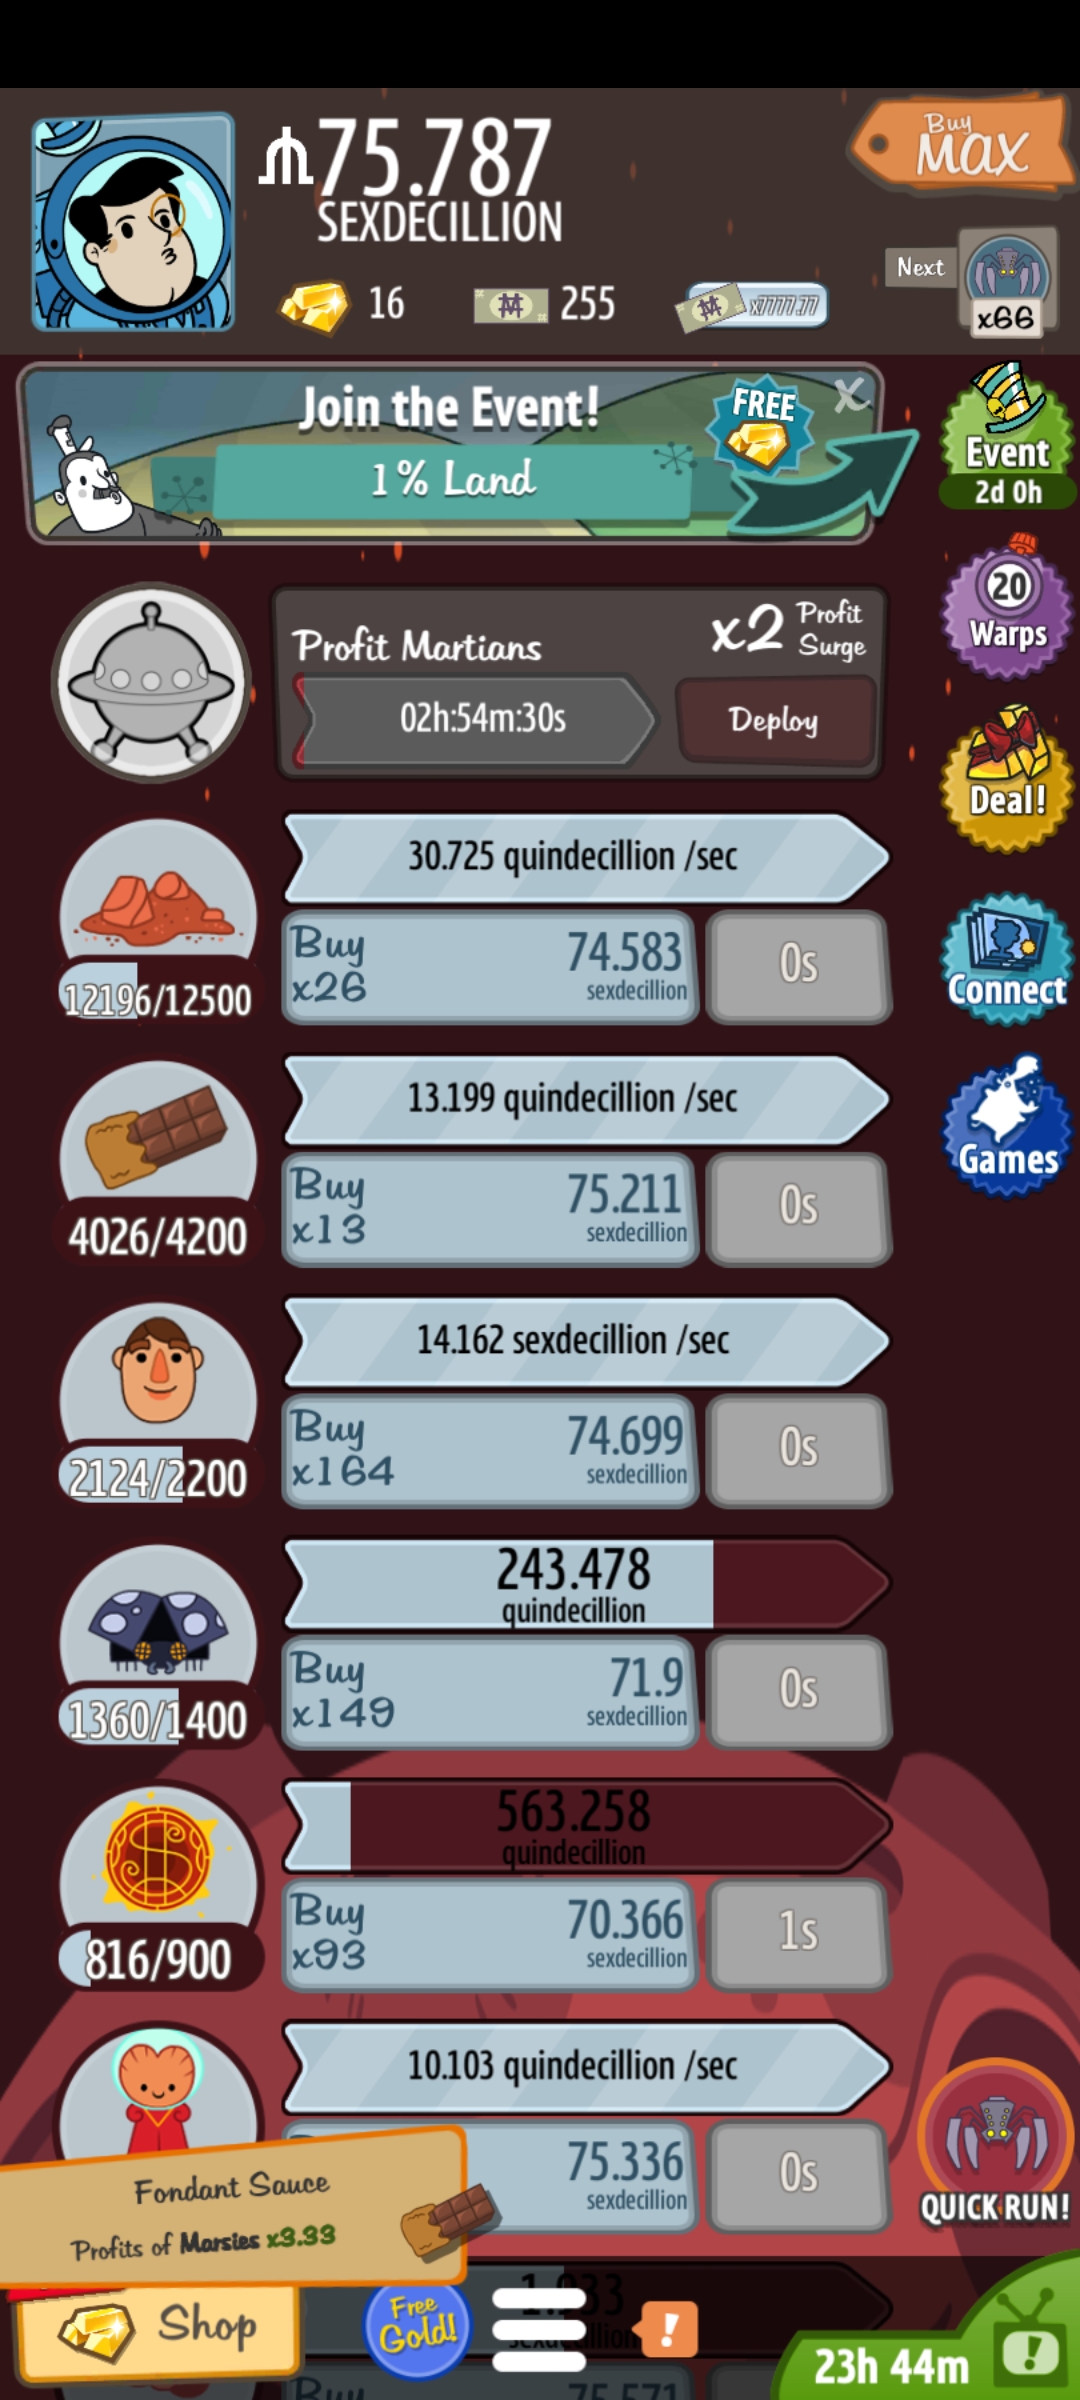 75.787
SEXDECILLION
Buy
MAX
16
255
x7777.77
Next
x66
Join the Event!
1% Land
FREE
X
Event
2d 0h
Profit Martians
x2 Profit Surge
02h:54m:30s
Deploy
20
Warps
Deal!
30.725 quindecillion /sec
Buy
x26
74.583
sexdecillion
0s
12196/12500
Connect
13.199 quindecillion /sec
Buy
x13
75.211
sexdecillion
0s
4026/4200
Games
14.162 sexdecillion /sec
Buy
x164
74.699
sexdecillion
0s
2124/2200
243.478
quindecillion
Buy
x149
71.9
sexdecillion
0s
1360/1400
563.258
quindecillion
Buy
x93
70.366
sexdecillion
1s
816/900
10.103 quindecillion /sec
75.336
sexdecillion
0s
QUICK RUN!
Fondant Sauce
Profits of Marsies x3.33
Shop
Free
Gold!
!
23h 44m
!
Buy
75.571